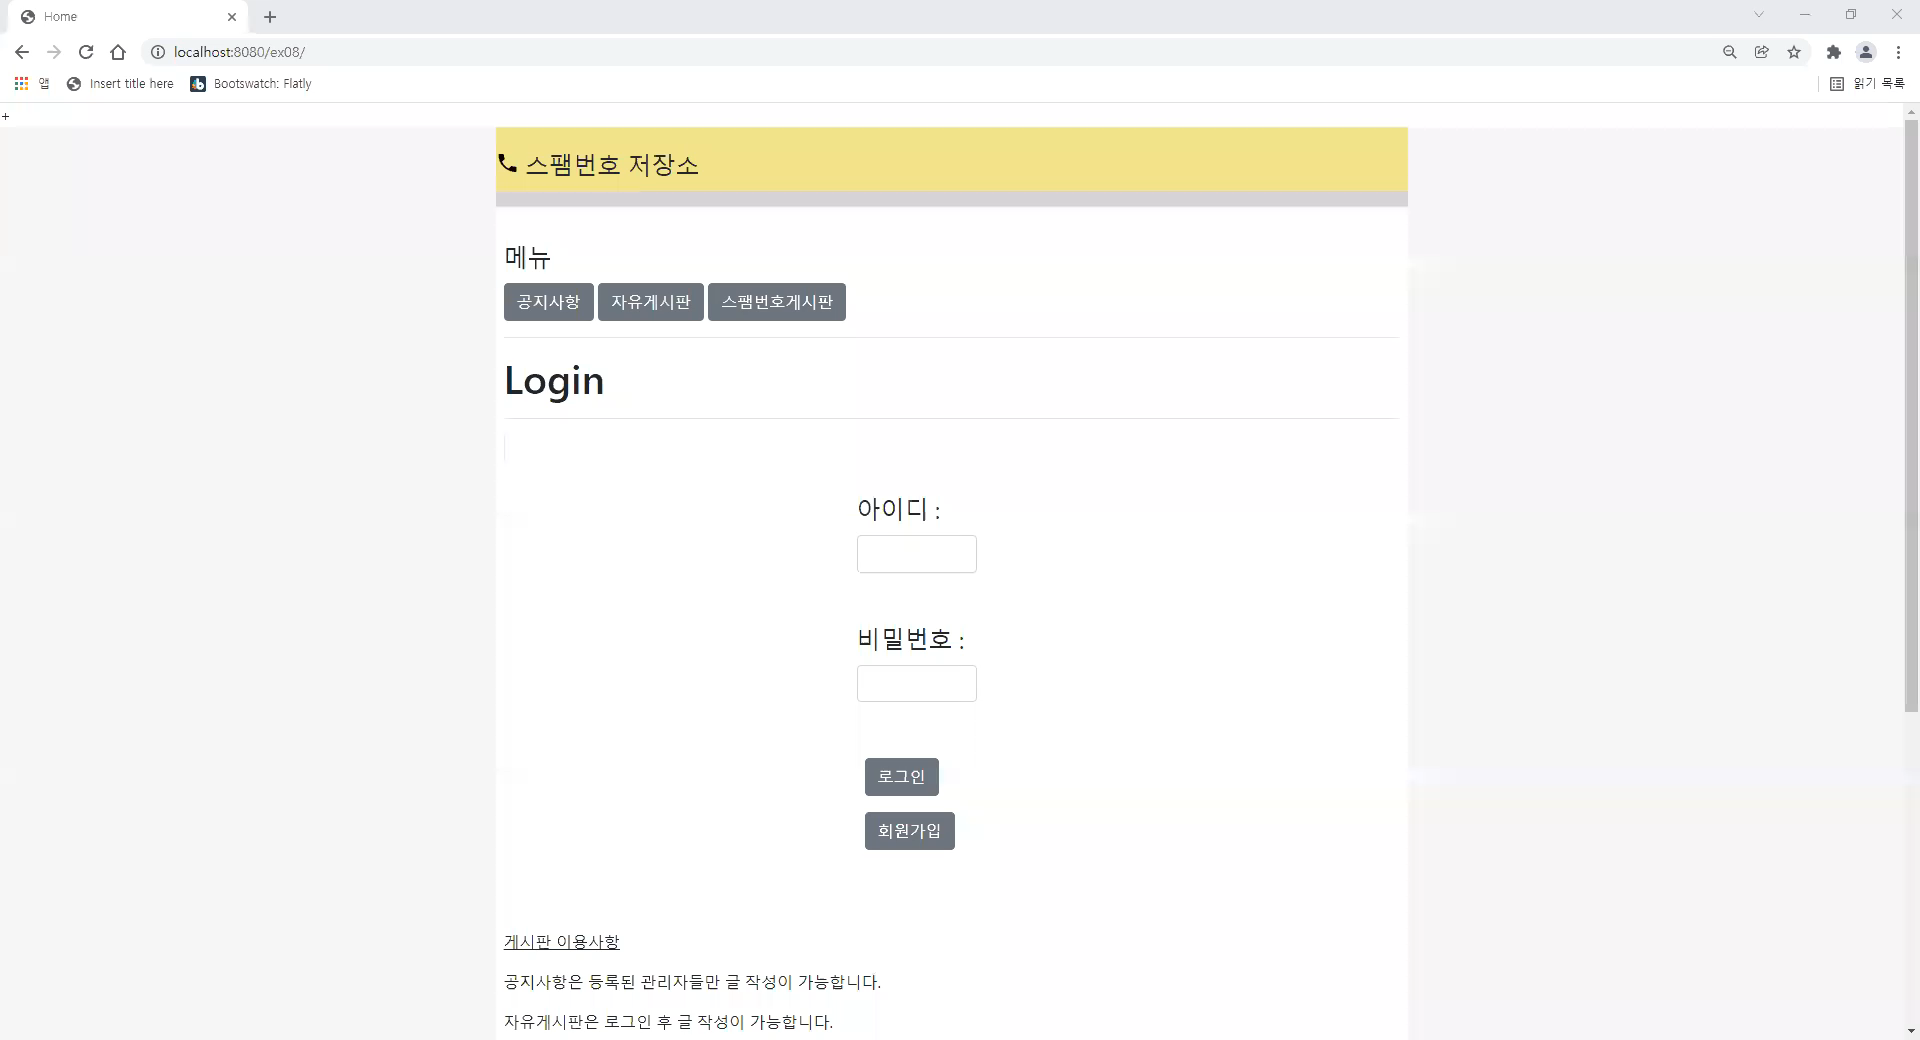 Home
localhost:8080/ex08/
앱 Insert title here Bootswatch: Flatly 읽기 목록
+
스팸번호 저장소
메뉴
공지사항 자유게시판 스팸번호게시판
Login
아이디 :
비밀번호 :
로그인
회원가입
게시판 이용사항
공지사항은 등록된 관리자들만 글 작성이 가능합니다.
자유게시판은 로그인 후 글 작성이 가능합니다.